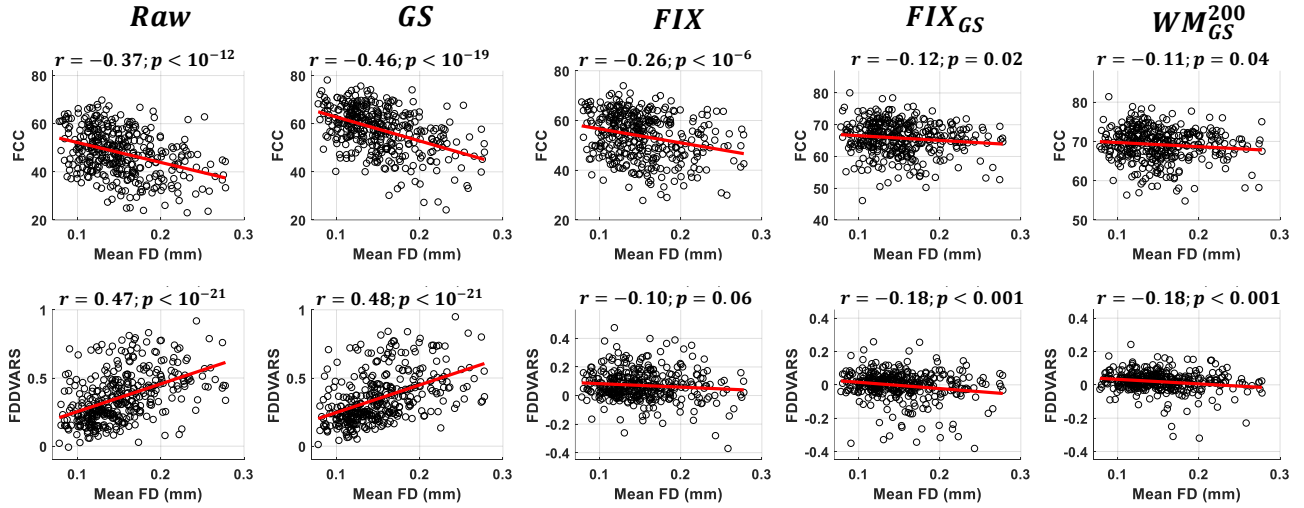 Raw GS FIX FIX_GS WM_GS^200
r = −0.37; p < 10^−12 r = −0.46; p < 10^−19 r = −0.26; p < 10^−6 r = −0.12; p = 0.02 r = −0.11; p = 0.04
80 80 80 80 90
60 60 60 70 80
40 40 40 60 70
20 20 20 50 60
40 50
FCC FCC FCC FCC FCC
0.1 0.2 0.3 0.1 0.2 0.3 0.1 0.2 0.3 0.1 0.2 0.3 0.1 0.2 0.3
Mean FD (mm) Mean FD (mm) Mean FD (mm) Mean FD (mm) Mean FD (mm)
r = 0.47; p < 10^−21 r = 0.48; p < 10^−21 r = −0.10; p = 0.06 r = −0.18; p < 0.001 r = −0.18; p < 0.001
1 1 0.6 0.4 0.4
0.5 0.5 0.4 0.2 0.2
0 0 0.2 0 0
0 -0.2 -0.2
-0.2 -0.4 -0.4
-0.4
FDDVARS FDDVARS FDDVARS FDDVARS FDDVARS
0.1 0.2 0.3 0.1 0.2 0.3 0.1 0.2 0.3 0.1 0.2 0.3 0.1 0.2 0.3
Mean FD (mm) Mean FD (mm) Mean FD (mm) Mean FD (mm) Mean FD (mm)